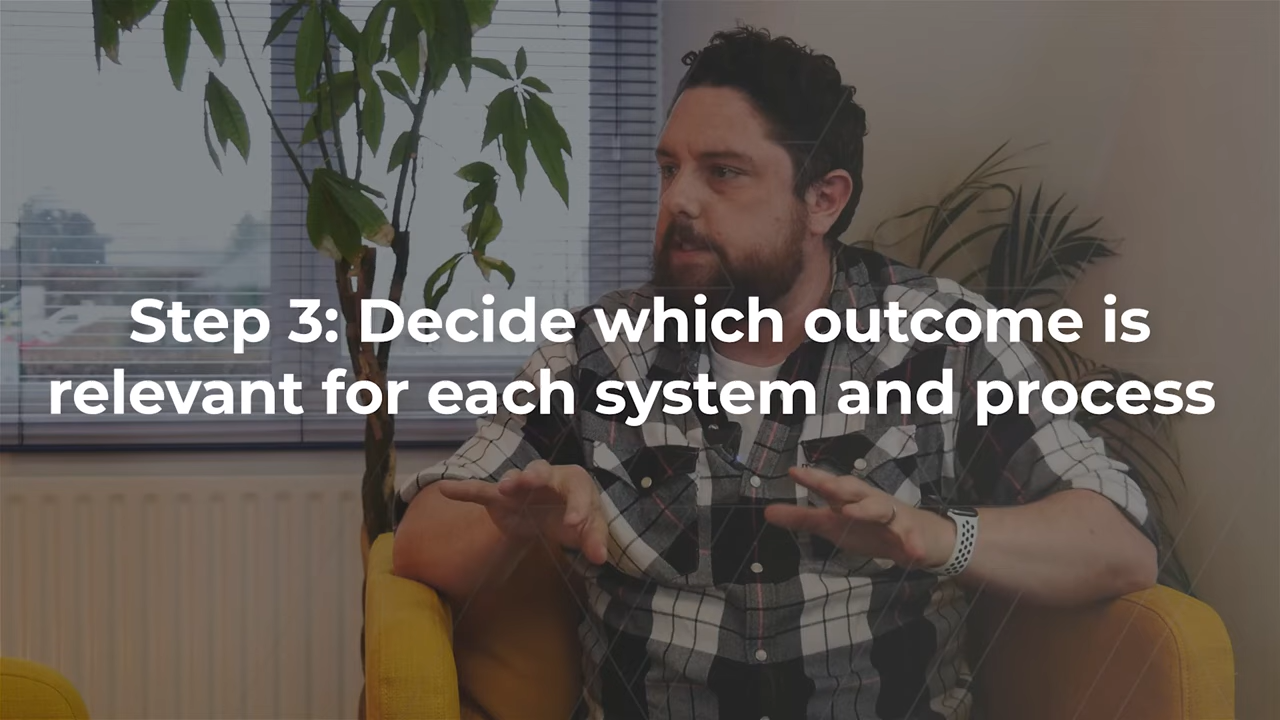 Step 3: Decide which outcome is
relevant for each system and process